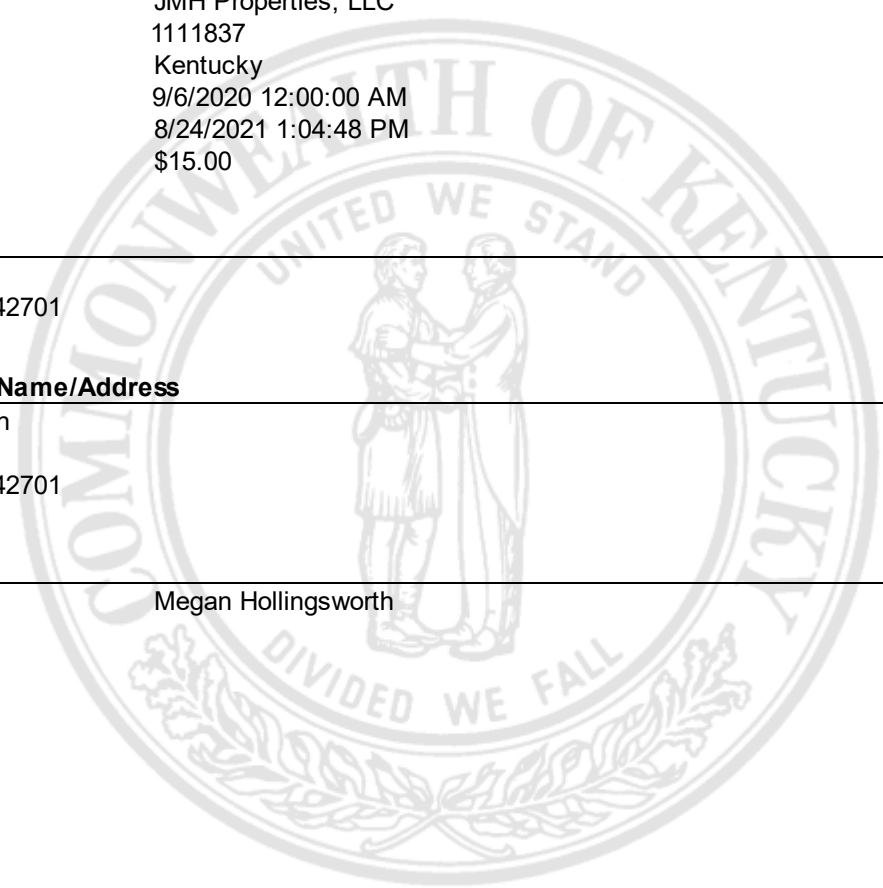 JMH Properties, LLC
1111837
Kentucky
9/6/2020 12:00:00 AM
8/24/2021 1:04:48 PM
$15.00
42701
Name/Address
n
42701
Megan Hollingsworth
COMMONWEALTH OF KENTUCKY
UNITED WE STAND
DIVIDED WE FALL